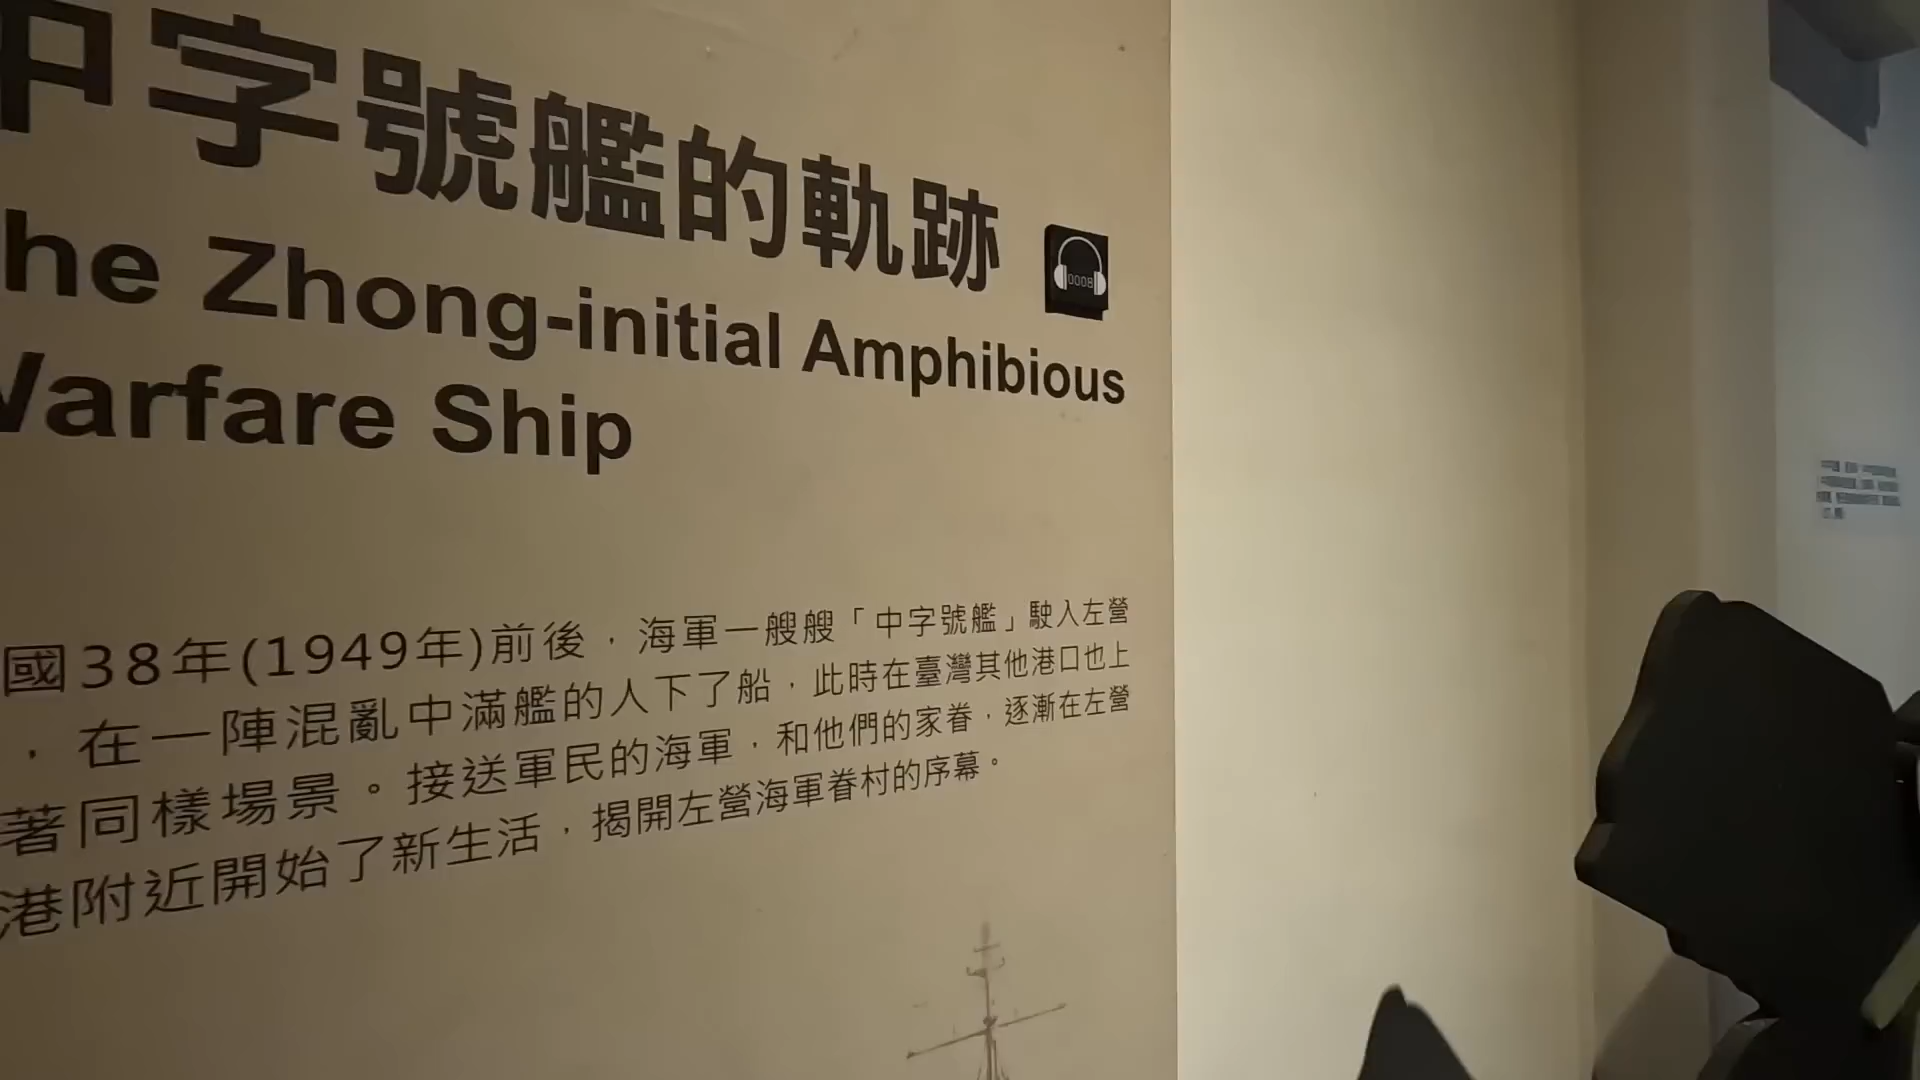 中字號艦的軌跡
he Zhong-initial Amphibious
Warfare Ship
0008
國38年(1949年)前後，海軍一艘艘「中字號艦」駛入左營
，在一陣混亂中滿艦的人下了船，此時在臺灣其他港口也上
著同樣場景。接送軍民的海軍，和他們的家眷，逐漸在左營
港附近開始了新生活，揭開左營海軍眷村的序幕。